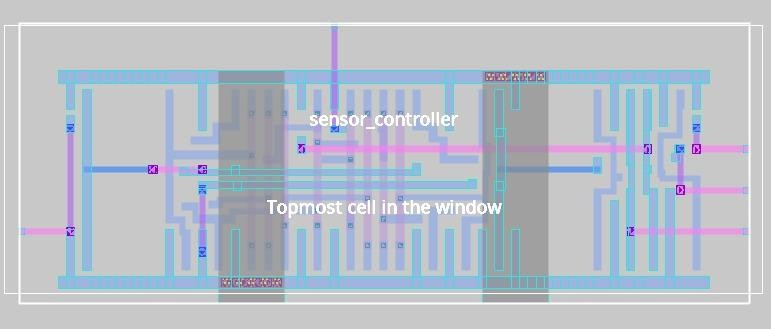 sensor_controller
Topmost cell in the window